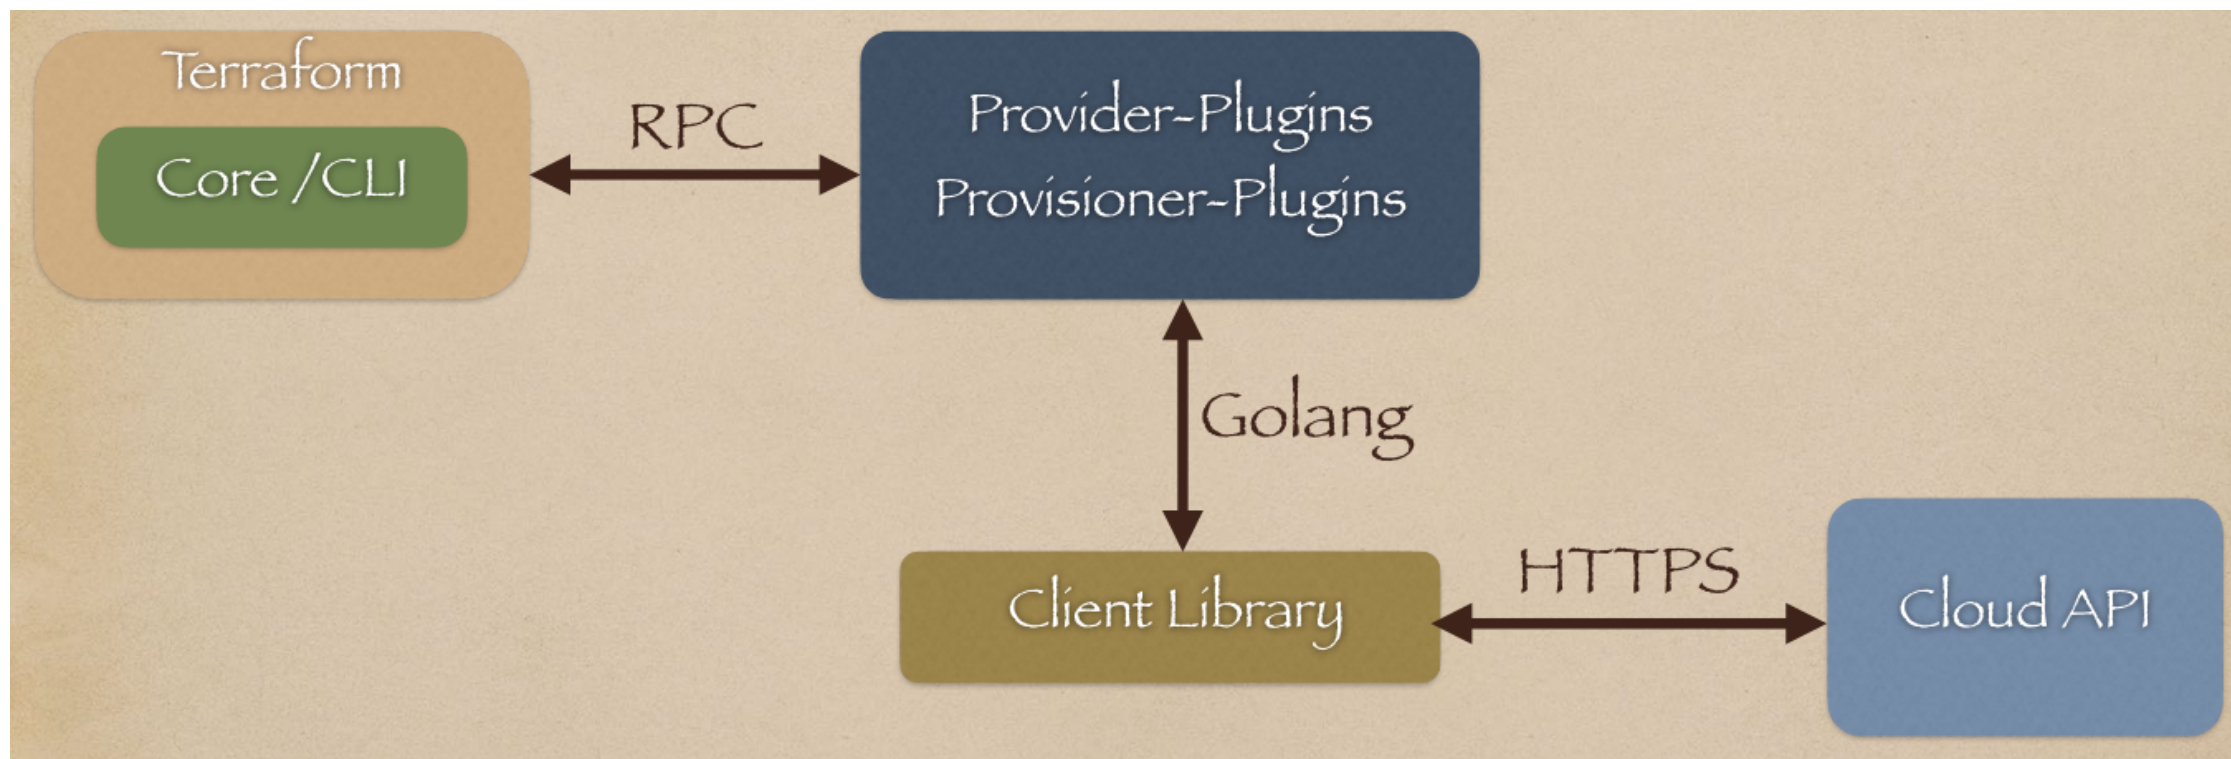 Terraform
Core /CLI
RPC
Provider-Plugins
Provisioner-Plugins
Golang
Client Library
HTTPS
Cloud API